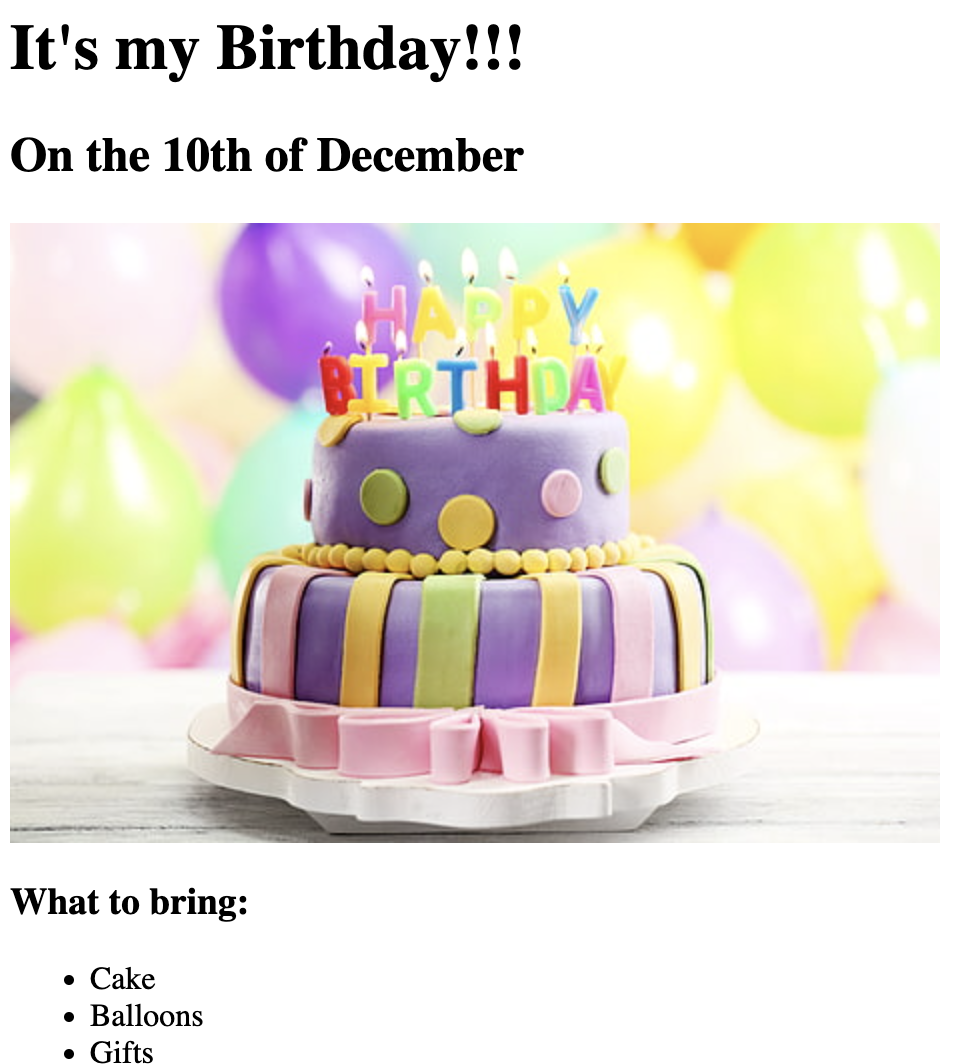 It's my Birthday!!!
On the 10th of December
HAPPY
BIRTHDAY
What to bring:
Cake
Balloons
Gifts